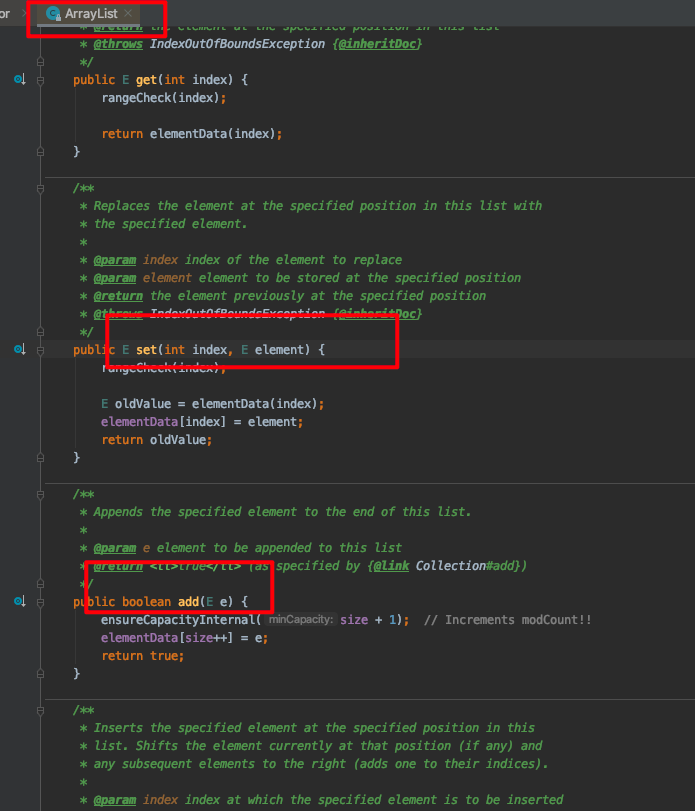 or
ArrayList
* @return the element at the specified position in this list
* @throws IndexOutOfBoundsException {@inheritDoc}
*/
public E get(int index) {
rangeCheck(index);
return elementData(index);
}
/**
* Replaces the element at the specified position in this list with
* the specified element.
*
* @param index index of the element to replace
* @param element element to be stored at the specified position
* @return the element previously at the specified position
* @throws IndexOutOfBoundsException {@inheritDoc}
*/
public E set(int index, E element) {
rangeCheck(index);
E oldValue = elementData(index);
elementData[index] = element;
return oldValue;
}
/**
* Appends the specified element to the end of this list.
*
* @param e element to be appended to this list
* @return <tt>true</tt> (as specified by {@link Collection#add})
*/
public boolean add(E e) {
ensureCapacityInternal( minCapacity: size + 1);  // Increments modCount!!
elementData[size++] = e;
return true;
}
/**
* Inserts the specified element at the specified position in this
* list. Shifts the element currently at that position (if any) and
* any subsequent elements to the right (adds one to their indices).
*
* @param index index at which the specified element is to be inserted